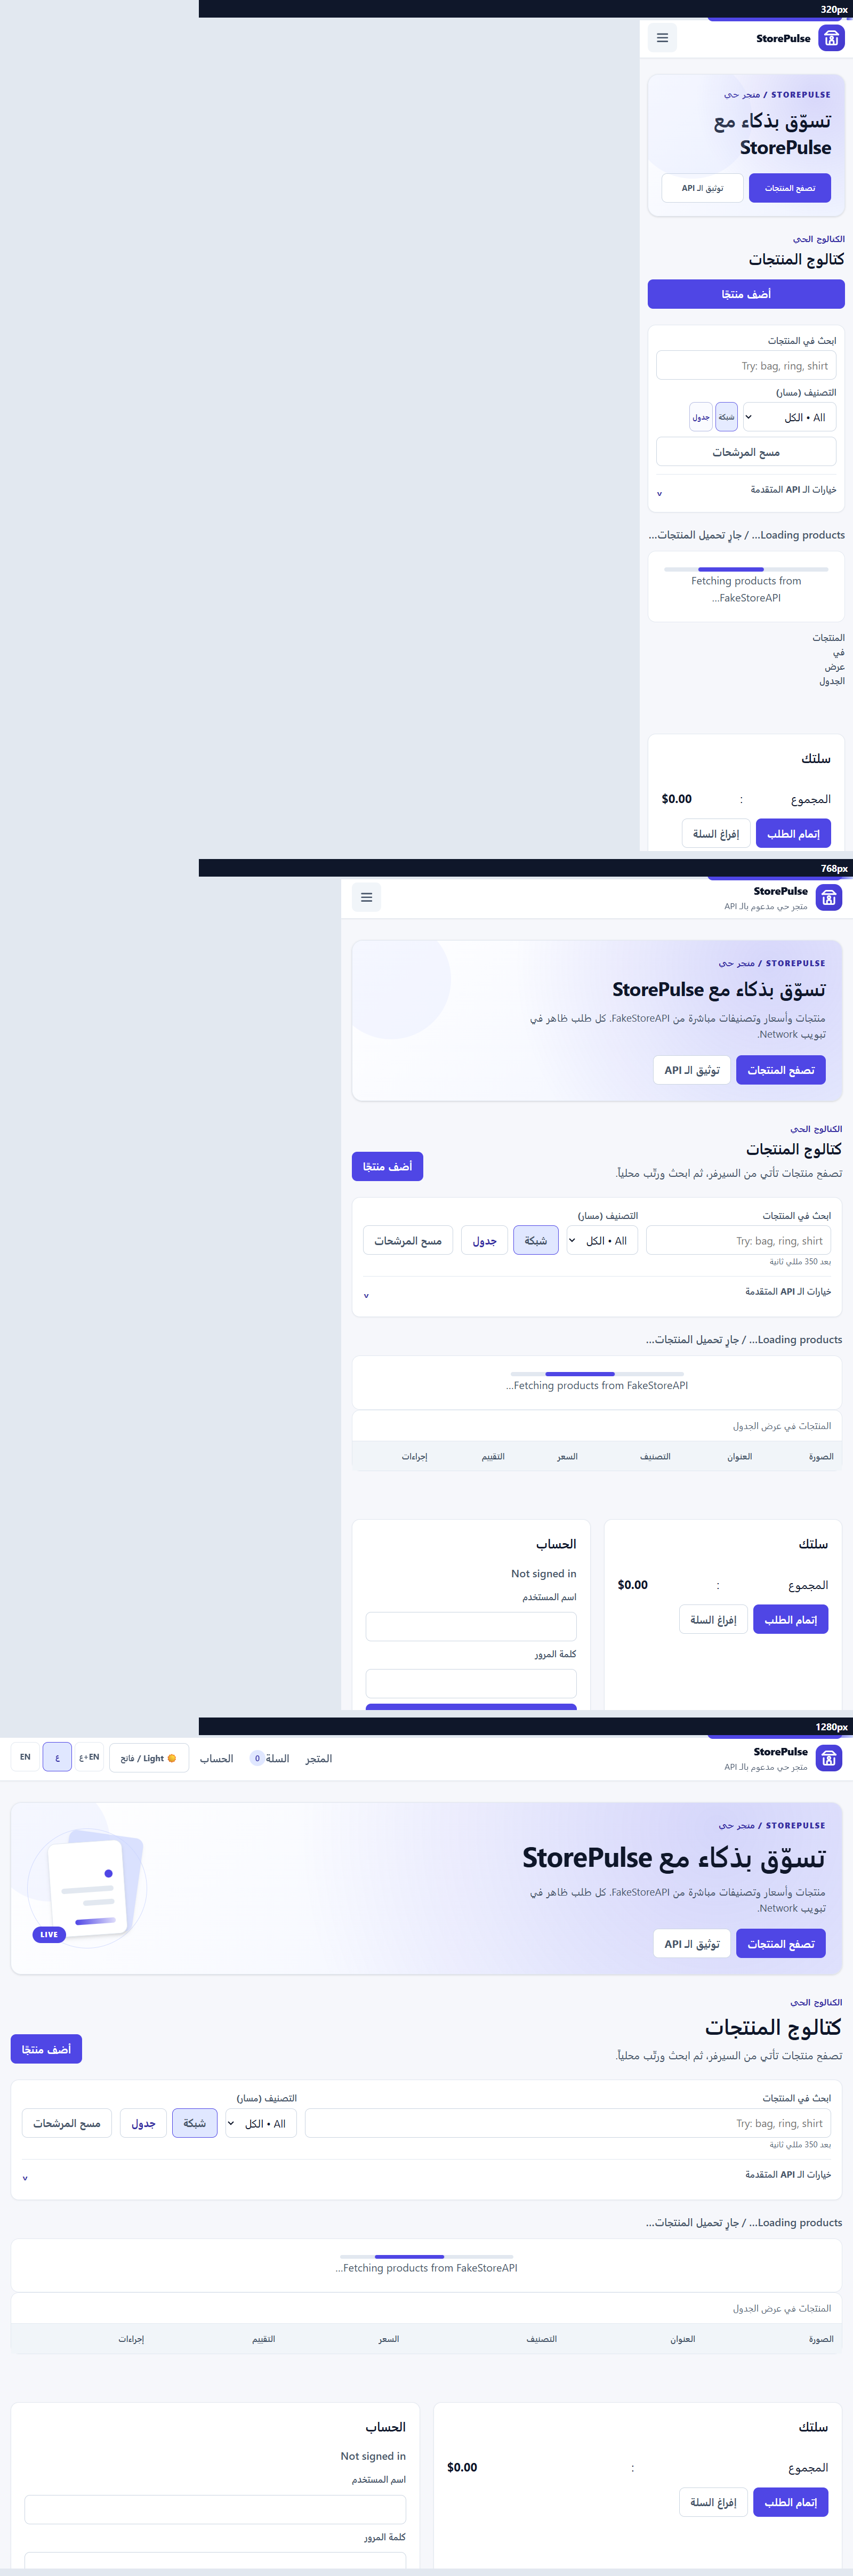 320px
StorePulse
STOREPULSE / متجر حي
تسوّق بذكاء مع
StorePulse
تصفح المنتجات
توثيق الـ API
الكتالوج الحي
كتالوج المنتجات
أضف منتجًا
ابحث في المنتجات
Try: bag, ring, shirt
التصنيف (مسار)
All • الكل
شبكة
جدول
مسح المرشحات
خيارات الـ API المتقدمة
Loading products... / جارٍ تحميل المنتجات...
Fetching products from
FakeStoreAPI...
المنتجات
في
عرض
الجدول
سلتك
المجموع : $0.00
إتمام الطلب
إفراغ السلة
768px
StorePulse
متجر حي مدعوم بالـ API
STOREPULSE / متجر حي
تسوّق بذكاء مع StorePulse
منتجات وأسعار وتصنيفات مباشرة من FakeStoreAPI. كل طلب ظاهر في
تبويب Network.
تصفح المنتجات
توثيق الـ API
الكتالوج الحي
كتالوج المنتجات
تصفح منتجات تأتي من السيرفر، ثم ابحث ورتّب محلياً.
أضف منتجًا
ابحث في المنتجات
التصنيف (مسار)
Try: bag, ring, shirt
All • الكل
شبكة
جدول
مسح المرشحات
بعد 350 مللي ثانية
خيارات الـ API المتقدمة
Loading products... / جارٍ تحميل المنتجات...
Fetching products from FakeStoreAPI...
المنتجات في عرض الجدول
الصورة العنوان التصنيف السعر التقييم إجراءات
سلتك
المجموع : $0.00
إتمام الطلب
إفراغ السلة
الحساب
Not signed in
اسم المستخدم
كلمة المرور
1280px
StorePulse
متجر حي مدعوم بالـ API
المتجر
السلة 0
الحساب
Light / فاتح
EN+ع
ع
EN
STOREPULSE / متجر حي
تسوّق بذكاء مع StorePulse
منتجات وأسعار وتصنيفات مباشرة من FakeStoreAPI. كل طلب ظاهر في
تبويب Network.
تصفح المنتجات
توثيق الـ API
LIVE
الكتالوج الحي
كتالوج المنتجات
تصفح منتجات تأتي من السيرفر، ثم ابحث ورتّب محلياً.
أضف منتجًا
ابحث في المنتجات
التصنيف (مسار)
Try: bag, ring, shirt
All • الكل
شبكة
جدول
مسح المرشحات
بعد 350 مللي ثانية
خيارات الـ API المتقدمة
Loading products... / جارٍ تحميل المنتجات...
Fetching products from FakeStoreAPI...
المنتجات في عرض الجدول
الصورة العنوان التصنيف السعر التقييم إجراءات
سلتك
المجموع : $0.00
إتمام الطلب
إفراغ السلة
الحساب
Not signed in
اسم المستخدم
كلمة المرور